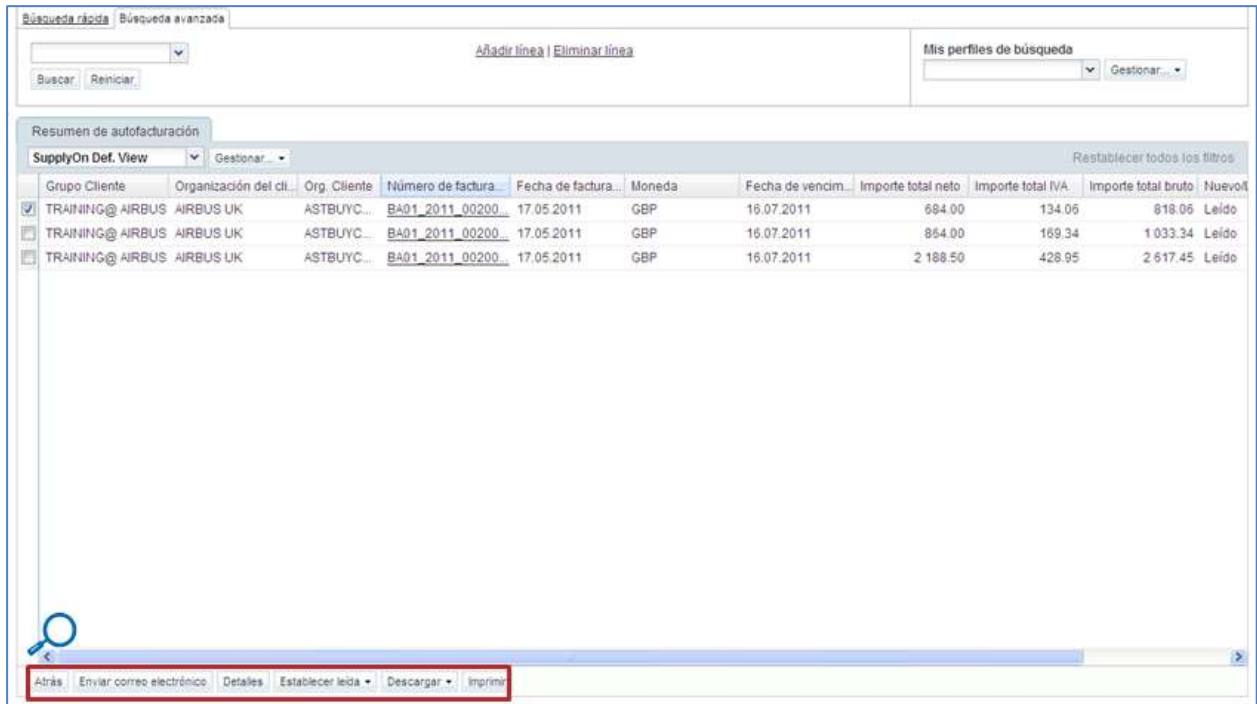 Búsqueda rápida Búsqueda avanzada
Añadir línea | Eliminar línea
Mis perfiles de búsqueda
Buscar Reiniciar
Gestionar...
Resumen de autofacturación
SupplyOn Def. View Gestionar... Restablecer todos los filtros
Grupo Cliente Organización del cli... Org. Cliente Número de factura... Fecha de factura... Moneda Fecha de vencim... Importe total neto Importe total IVA Importe total bruto Nuevo/l
TRAINING@ AIRBUS AIRBUS UK ASTBUYC... BA01_2011_00200... 17.05.2011 GBP 16.07.2011 684.00 134.06 818.06 Leído
TRAINING@ AIRBUS AIRBUS UK ASTBUYC... BA01_2011_00200... 17.05.2011 GBP 16.07.2011 864.00 169.34 1 033.34 Leído
TRAINING@ AIRBUS AIRBUS UK ASTBUYC... BA01_2011_00200... 17.05.2011 GBP 16.07.2011 2 188.50 428.95 2 617.45 Leído
Atrás Enviar correo electrónico Detalles Establecer leída Descargar Imprimir